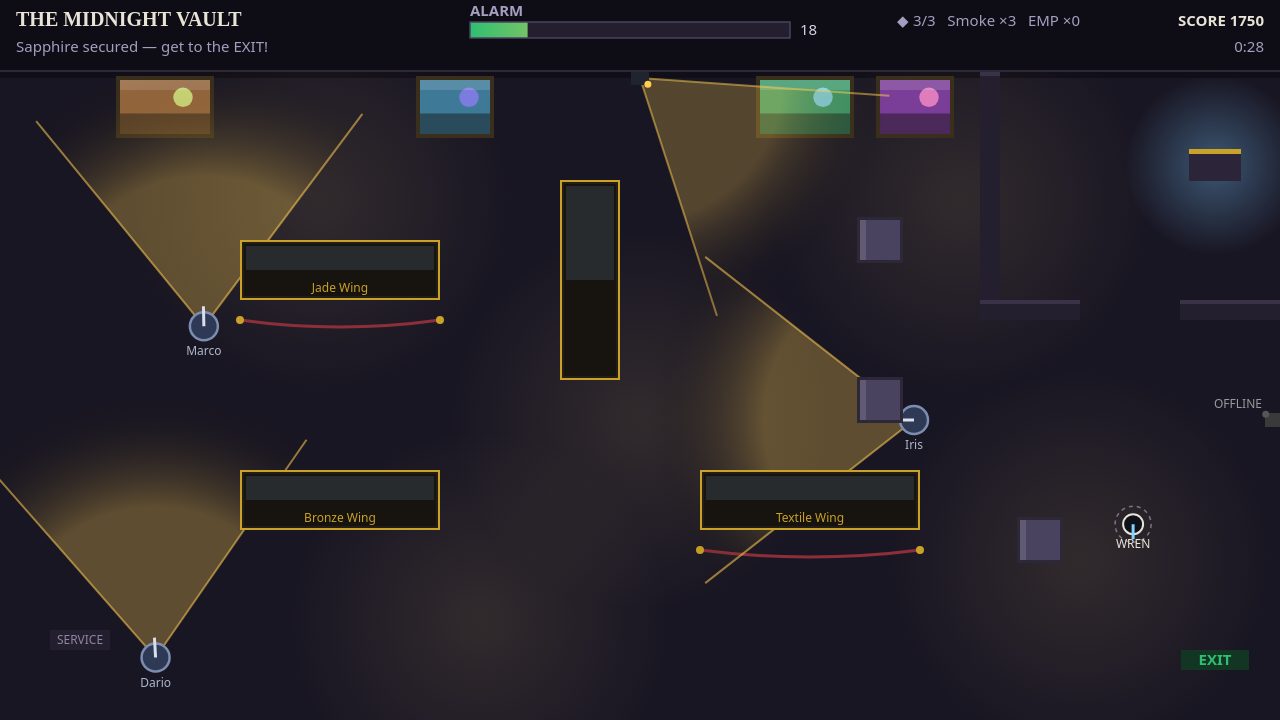 THE MIDNIGHT VAULT
Sapphire secured — get to the EXIT!
ALARM
18
◆ 3/3 Smoke ×3 EMP ×0
SCORE 1750
0:28
Jade Wing
Marco
OFFLINE
Iris
Bronze Wing
Textile Wing
WREN
SERVICE
EXIT
Dario